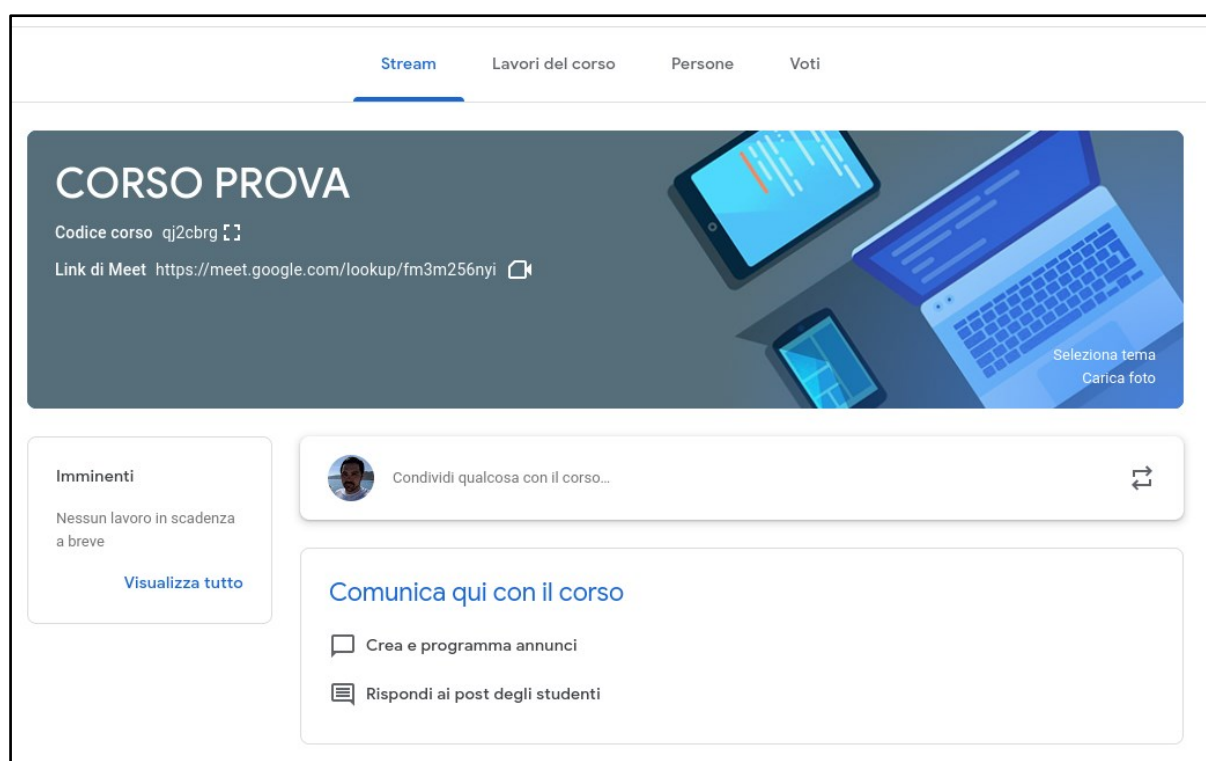 Stream Lavori del corso Persone Voti
CORSO PROVA
Codice corso qj2cbrg
Link di Meet https://meet.google.com/lookup/fm3m256nyi
Seleziona tema
Carica foto
Imminenti
Nessun lavoro in scadenza
a breve
Visualizza tutto
Condividi qualcosa con il corso...
Comunica qui con il corso
Crea e programma annunci
Rispondi ai post degli studenti